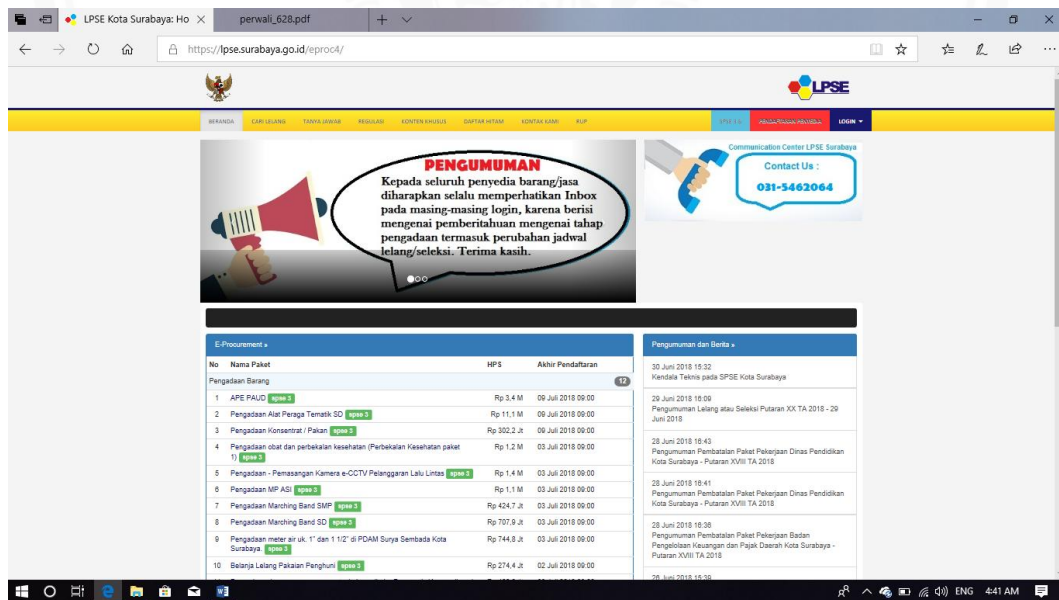 LPSE Kota Surabaya: Ho
perwali_628.pdf
https://lpse.surabaya.go.id/eproc4/
LPSE
BERANDA CARI LELANG TANYA JAWAB REGULASI KONTEN KHUSUS DAFTAR HITAM KONTAK KAMI RUP
SPSE 3.6 PENDAFTARAN PENYEDIA LOGIN
PENGUMUMAN
Kepada seluruh penyedia barang/jasa
diharapkan selalu memperhatikan Inbox
pada masing-masing login, karena berisi
mengenai pemberitahuan mengenai tahap
pengadaan termasuk perubahan jadwal
lelang/seleksi. Terima kasih.
Communication Center LPSE Surabaya
Contact Us :
031-5462064
E-Procurement »
No Nama Paket HPS Akhir Pendaftaran
Pengadaan Barang 12
1 APE PAUD spse 3 Rp 3,4 M 09 Juli 2018 09:00
2 Pengadaan Alat Peraga Tematik SD spse 3 Rp 11,1 M 09 Juli 2018 09:00
3 Pengadaan Konsentrat / Pakan spse 3 Rp 302,2 Jt 09 Juli 2018 09:00
4 Pengadaan obat dan perbekalan kesehatan (Perbekalan Kesehatan paket Rp 1,2 M 03 Juli 2018 09:00
1) spse 3
5 Pengadaan - Pemasangan Kamera e-CCTV Pelanggaran Lalu Lintas spse 3 Rp 1,4 M 03 Juli 2018 09:00
6 Pengadaan MP ASI spse 3 Rp 1,1 M 03 Juli 2018 09:00
7 Pengadaan Marching Band SMP spse 3 Rp 424,7 Jt 03 Juli 2018 09:00
8 Pengadaan Marching Band SD spse 3 Rp 707,9 Jt 03 Juli 2018 09:00
9 Pengadaan meter air uk. 1" dan 1 1/2" di PDAM Surya Sembada Kota Rp 744,8 Jt 03 Juli 2018 09:00
Surabaya. spse 3
10 Belanja Lelang Pakaian Penghuni spse 3 Rp 274,4 Jt 02 Juli 2018 09:00
Pengumuman dan Berita »
30 Juni 2018 15:32
Kendala Teknis pada SPSE Kota Surabaya
29 Juni 2018 16:09
Pengumuman Lelang atau Seleksi Putaran XX TA 2018 - 29
Juni 2018
28 Juni 2018 16:43
Pengumuman Pembatalan Paket Pekerjaan Dinas Pendidikan
Kota Surabaya - Putaran XVIII TA 2018
28 Juni 2018 16:41
Pengumuman Pembatalan Paket Pekerjaan Dinas Pendidikan
Kota Surabaya - Putaran XVIII TA 2018
28 Juni 2018 16:36
Pengumuman Pembatalan Paket Pekerjaan Badan
Pengelolaan Keuangan dan Pajak Daerah Kota Surabaya -
Putaran XVIII TA 2018
26 Juni 2018 15:39
ENG 4:41 AM